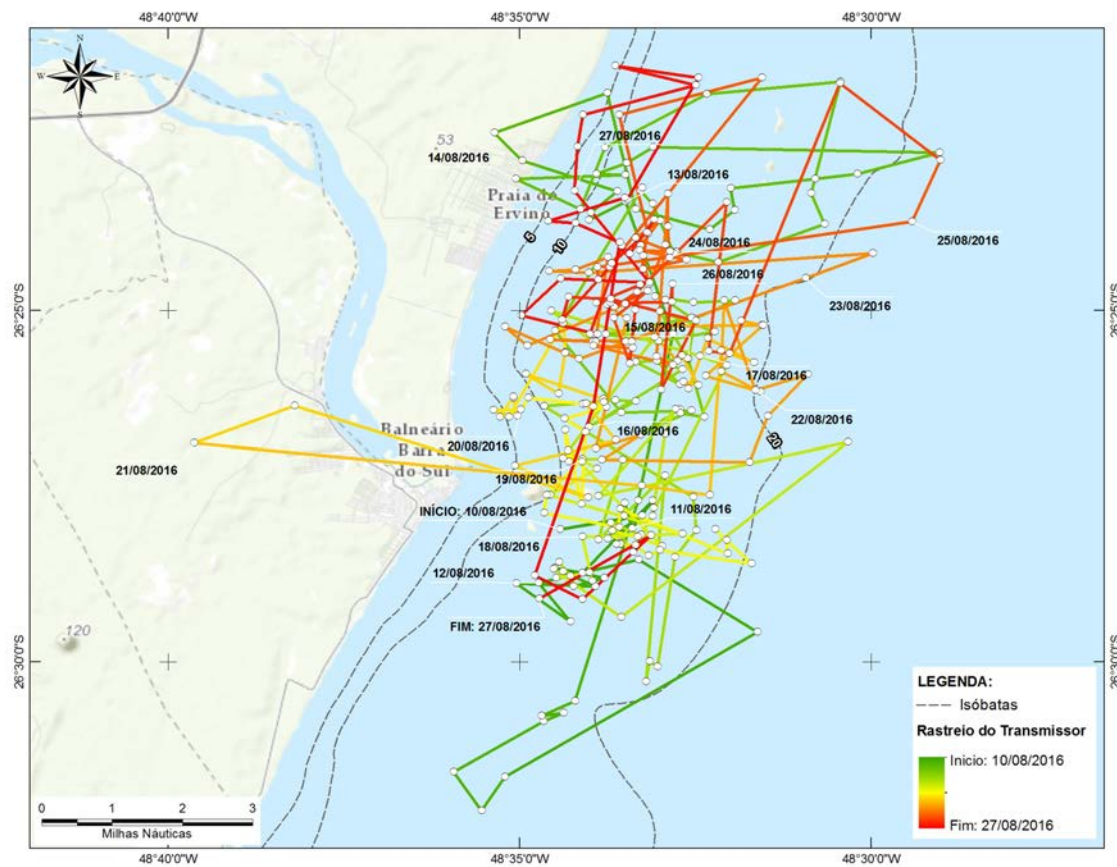 48°40'0"W
48°35'0"W
48°30'0"W
N
W
E
S
53
14/08/2016
27/08/2016
13/08/2016
Praia do
Ervino
5
10
24/08/2016
25/08/2016
26/08/2016
23/08/2016
26°25'0"S
26°25'0"S
15/08/2016
17/08/2016
22/08/2016
20
Balneário
Barra
do Sul
20/08/2016
16/08/2016
21/08/2016
19/08/2016
INÍCIO: 10/08/2016
11/08/2016
18/08/2016
12/08/2016
FIM: 27/08/2016
120
26°30'0"S
26°30'0"S
LEGENDA:
Isóbatas
Rastreio do Transmissor
Inicio: 10/08/2016
Fim: 27/08/2016
0 1 2 3
Milhas Náuticas
48°40'0"W
48°35'0"W
48°30'0"W